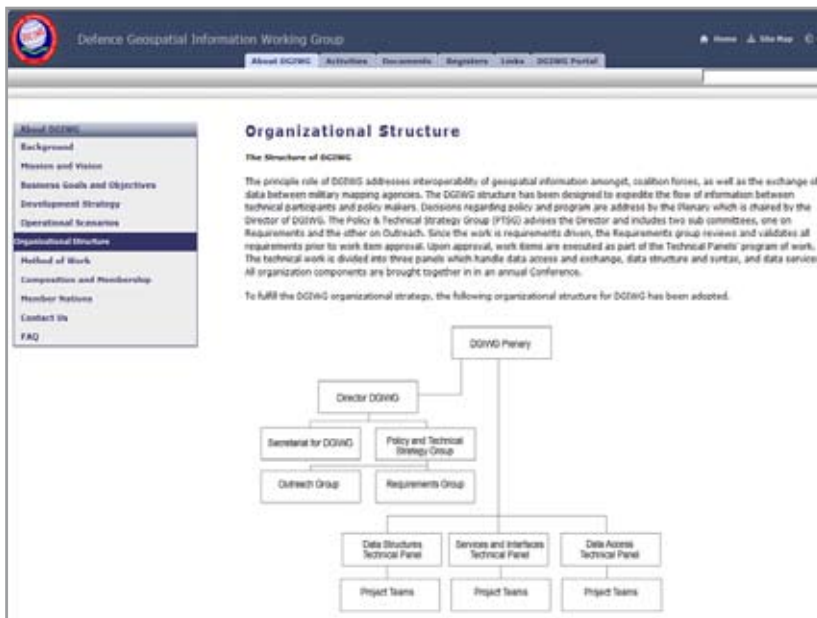 Defence Geospatial Information Working Group
Home Site Map
About DGIWG Activities Documents Registers Links DGIWG Portal
About DGIWG
Background
Mission and Vision
Business Goals and Objectives
Development Strategy
Operational Scenarios
Organizational Structure
Method of Work
Composition and Membership
Member Nations
Contact Us
FAQ
Organizational Structure
The Structure of DGIWG
The principle role of DGIWG addresses interoperability of geospatial information amongst, coalition forces, as well as the exchange of
data between military mapping agencies. The DGIWG structure has been designed to expedite the flow of information between
technical participants and policy makers. Decisions regarding policy and program are address by the Plenary which is chaired by the
Director of DGIWG. The Policy & Technical Strategy Group (PTSG) advises the Director and includes two sub committees, one on
Requirements and the other on Outreach. Since the work is requirements driven, the Requirements group reviews and validates all
requirements prior to work item approval. Upon approval, work items are executed as part of the Technical Panels' program of work.
The technical work is divided into three panels which handle data access and exchange, data structure and syntax, and data service
All organization components are brought together in in an annual Conference.
To fulfill the DGIWG organizational strategy, the following organizational structure for DGIWG has been adopted.
DGIWG Plenary
Director DGIWG
Secretariat for DGIWG
Policy and Technical
Strategy Group
Outreach Group
Requirements Group
Data Structures
Technical Panel
Services and Interfaces
Technical Panel
Data Access
Technical Panel
Project Teams
Project Teams
Project Teams